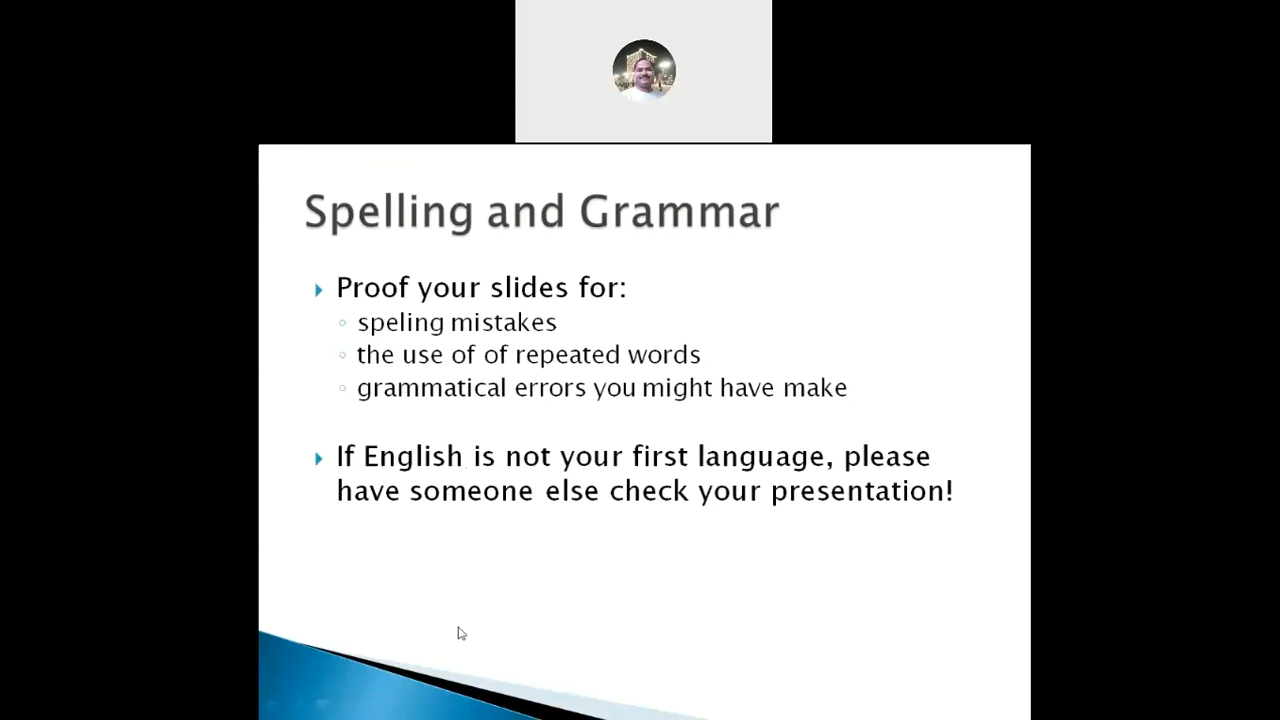 Spelling and Grammar
Proof your slides for:
speling mistakes
the use of of repeated words
grammatical errors you might have make
If English is not your first language, please
have someone else check your presentation!